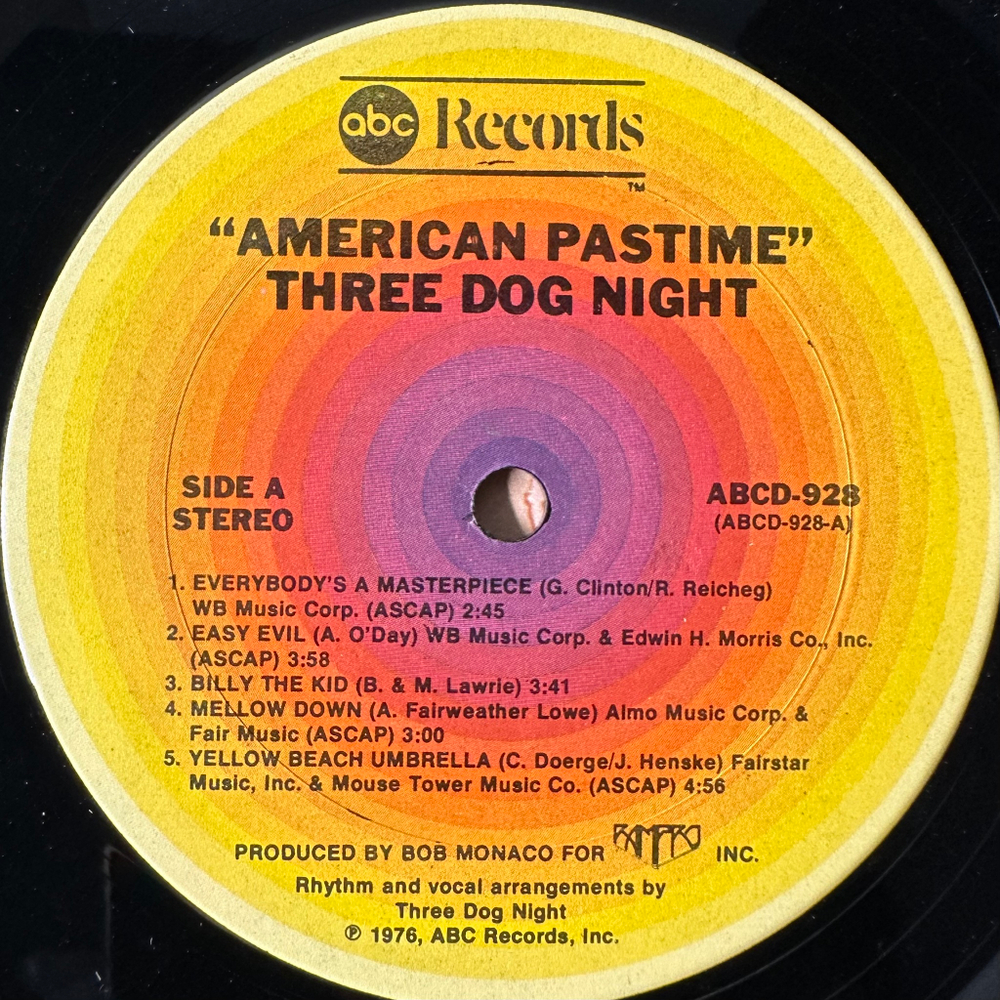 abc Records
TM
“AMERICAN PASTIME”
THREE DOG NIGHT
SIDE A
STEREO
ABCD-928
(ABCD-928-A)
1. EVERYBODY'S A MASTERPIECE (G. Clinton/R. Reicheg)
WB Music Corp. (ASCAP) 2:45
2. EASY EVIL (A. O'Day) WB Music Corp. & Edwin H. Morris Co., Inc.
(ASCAP) 3:58
3. BILLY THE KID (B. & M. Lawrie) 3:41
4. MELLOW DOWN (A. Fairweather Lowe) Almo Music Corp. &
Fair Music (ASCAP) 3:00
5. YELLOW BEACH UMBRELLA (C. Doerge/J. Henske) Fairstar
Music, Inc. & Mouse Tower Music Co. (ASCAP) 4:56
PRODUCED BY BOB MONACO FOR RAMPRO INC.
Rhythm and vocal arrangements by
Three Dog Night
℗ 1976, ABC Records, Inc.